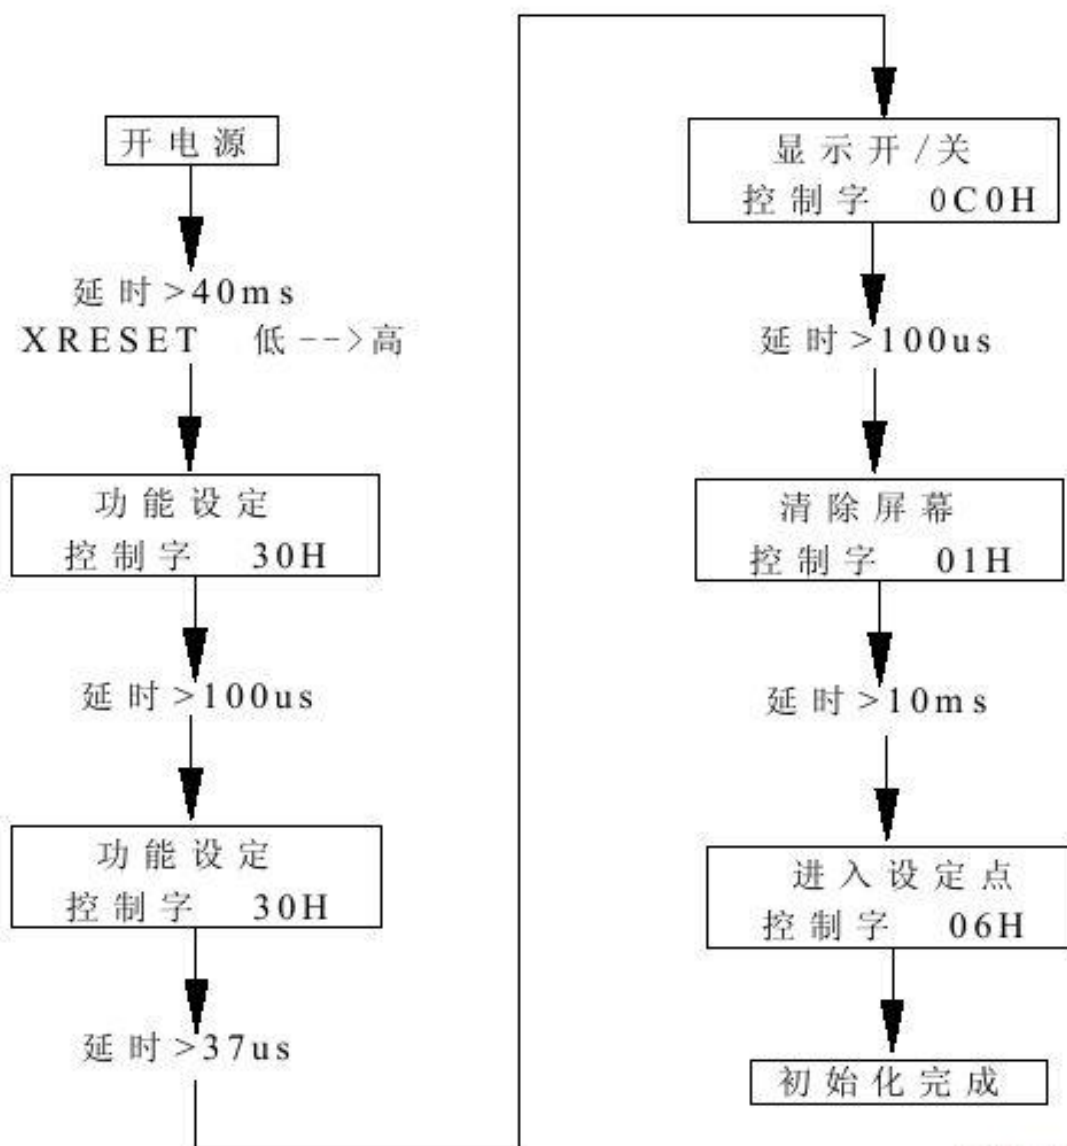 开电源
延时>40ms
XRESET 低-->高
功能设定
控制字 30H
延时>100us
功能设定
控制字 30H
延时>37us
显示开/关
控制字 0C0H
延时>100us
清除屏幕
控制字 01H
延时>10ms
进入设定点
控制字 06H
初始化完成